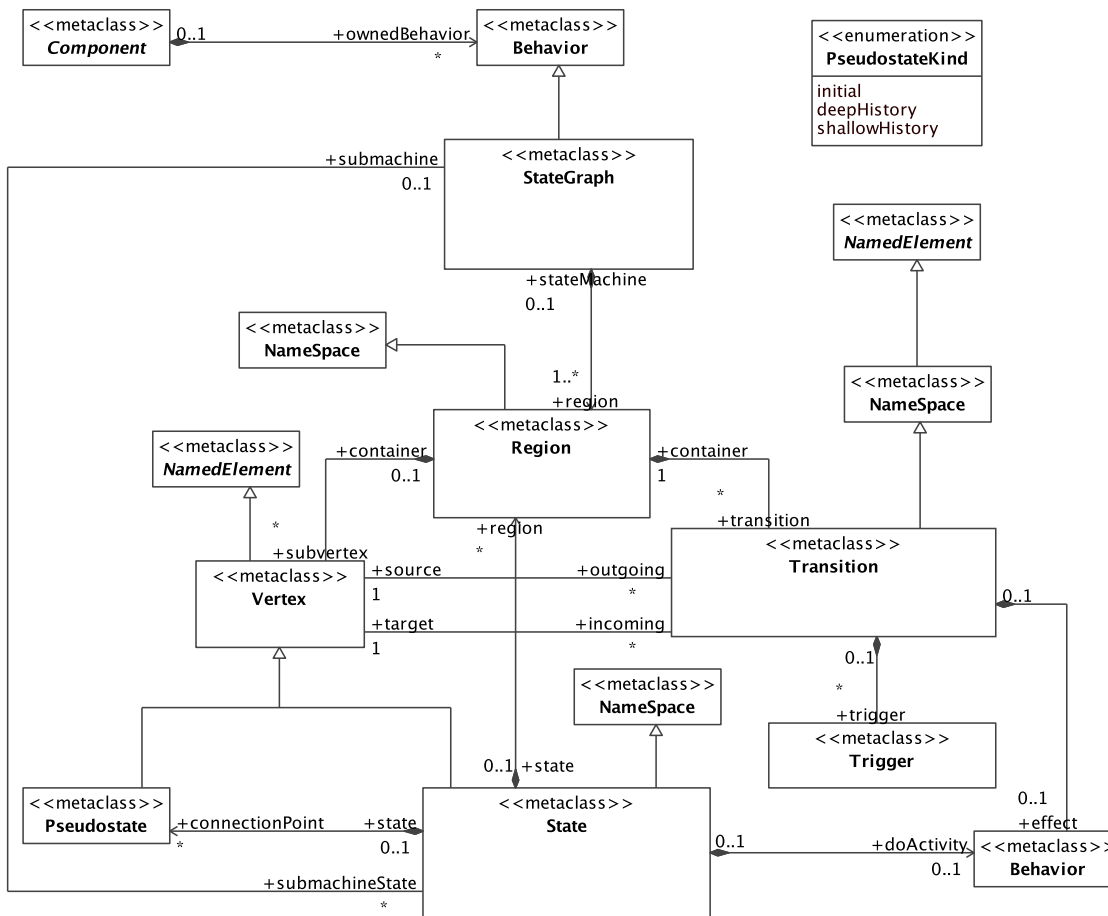 <<metaclass>>
Component
0..1
+ownedBehavior
*
<<metaclass>>
Behavior
<<enumeration>>
PseudostateKind
initial
deepHistory
shallowHistory
+submachine
0..1
<<metaclass>>
StateGraph
<<metaclass>>
NamedElement
+stateMachine
0..1
<<metaclass>>
NameSpace
1..*
+region
<<metaclass>>
NameSpace
<<metaclass>>
Region
<<metaclass>>
NamedElement
+container
0..1
+container
1
*
+transition
+region
*
*
+subvertex
<<metaclass>>
Vertex
<<metaclass>>
Transition
+source
1
+outgoing
*
+target
1
+incoming
*
0..1
0..1
*
+trigger
<<metaclass>>
NameSpace
<<metaclass>>
Trigger
0..1
+state
<<metaclass>>
Pseudostate
+connectionPoint
*
+state
0..1
<<metaclass>>
State
0..1
+doActivity
0..1
0..1
+effect
<<metaclass>>
Behavior
+submachineState
*